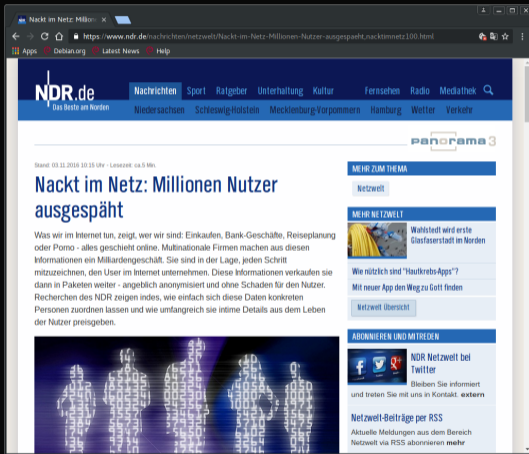 Nackt im Netz: Million
https://www.ndr.de/nachrichten/netzwelt/Nackt-im-Netz-Millionen-Nutzer-ausgespaeht,nacktimnetz100.html
Apps Debian.org Latest News Help
NDR.de
Das Beste am Norden
Nachrichten Sport Ratgeber Unterhaltung Kultur Fernsehen Radio Mediathek
Niedersachsen Schleswig-Holstein Mecklenburg-Vorpommern Hamburg Wetter Verkehr
panorama 3
Stand: 03.11.2016 10:15 Uhr - Lesezeit: ca.5 Min.
Nackt im Netz: Millionen Nutzer
ausgespäht
Was wir im Internet tun, zeigt, wer wir sind: Einkaufen, Bank-Geschäfte, Reiseplanung
oder Porno - alles geschieht online. Multinationale Firmen machen aus diesen
Informationen ein Milliardengeschäft. Sie sind in der Lage, jeden Schritt
mitzuzeichnen, den User im Internet unternehmen. Diese Informationen verkaufen sie
dann in Paketen weiter - angeblich anonymisiert und ohne Schaden für den Nutzer.
Recherchen des NDR zeigen indes, wie einfach sich diese Daten konkreten
Personen zuordnen lassen und wie umfangreich sie intime Details aus dem Leben
der Nutzer preisgeben.
MEHR ZUM THEMA
Netzwelt
MEHR NETZWELT
Wahlstedt wird erste
Glasfaserstadt im Norden
Wie nützlich sind "Hautkrebs-Apps"?
Mit neuer App den Weg zu Gott finden
Netzwelt Übersicht
ABONNIEREN UND MITREDEN
NDR Netzwelt bei
Twitter
Bleiben Sie informiert
und treten Sie mit uns in Kontakt. extern
Netzwelt-Beiträge per RSS
Aktuelle Meldungen aus dem Bereich
Netzwelt via RSS abonnieren mehr